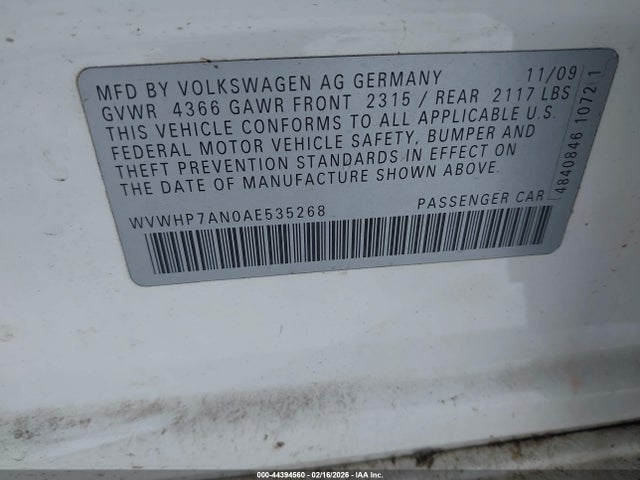 MFD BY VOLKSWAGEN AG GERMANY 11/09
GVWR 4366 GAWR FRONT 2315 / REAR 2117 LBS
THIS VEHICLE CONFORMS TO ALL APPLICABLE U.S.
FEDERAL MOTOR VEHICLE SAFETY, BUMPER AND
THEFT PREVENTION STANDARDS IN EFFECT ON
THE DATE OF MANUFACTURE SHOWN ABOVE.
WVWHP7AN0AE535268 PASSENGER CAR
4840846 10721
000-44394560 - 02/16/2026 - IAA Inc.